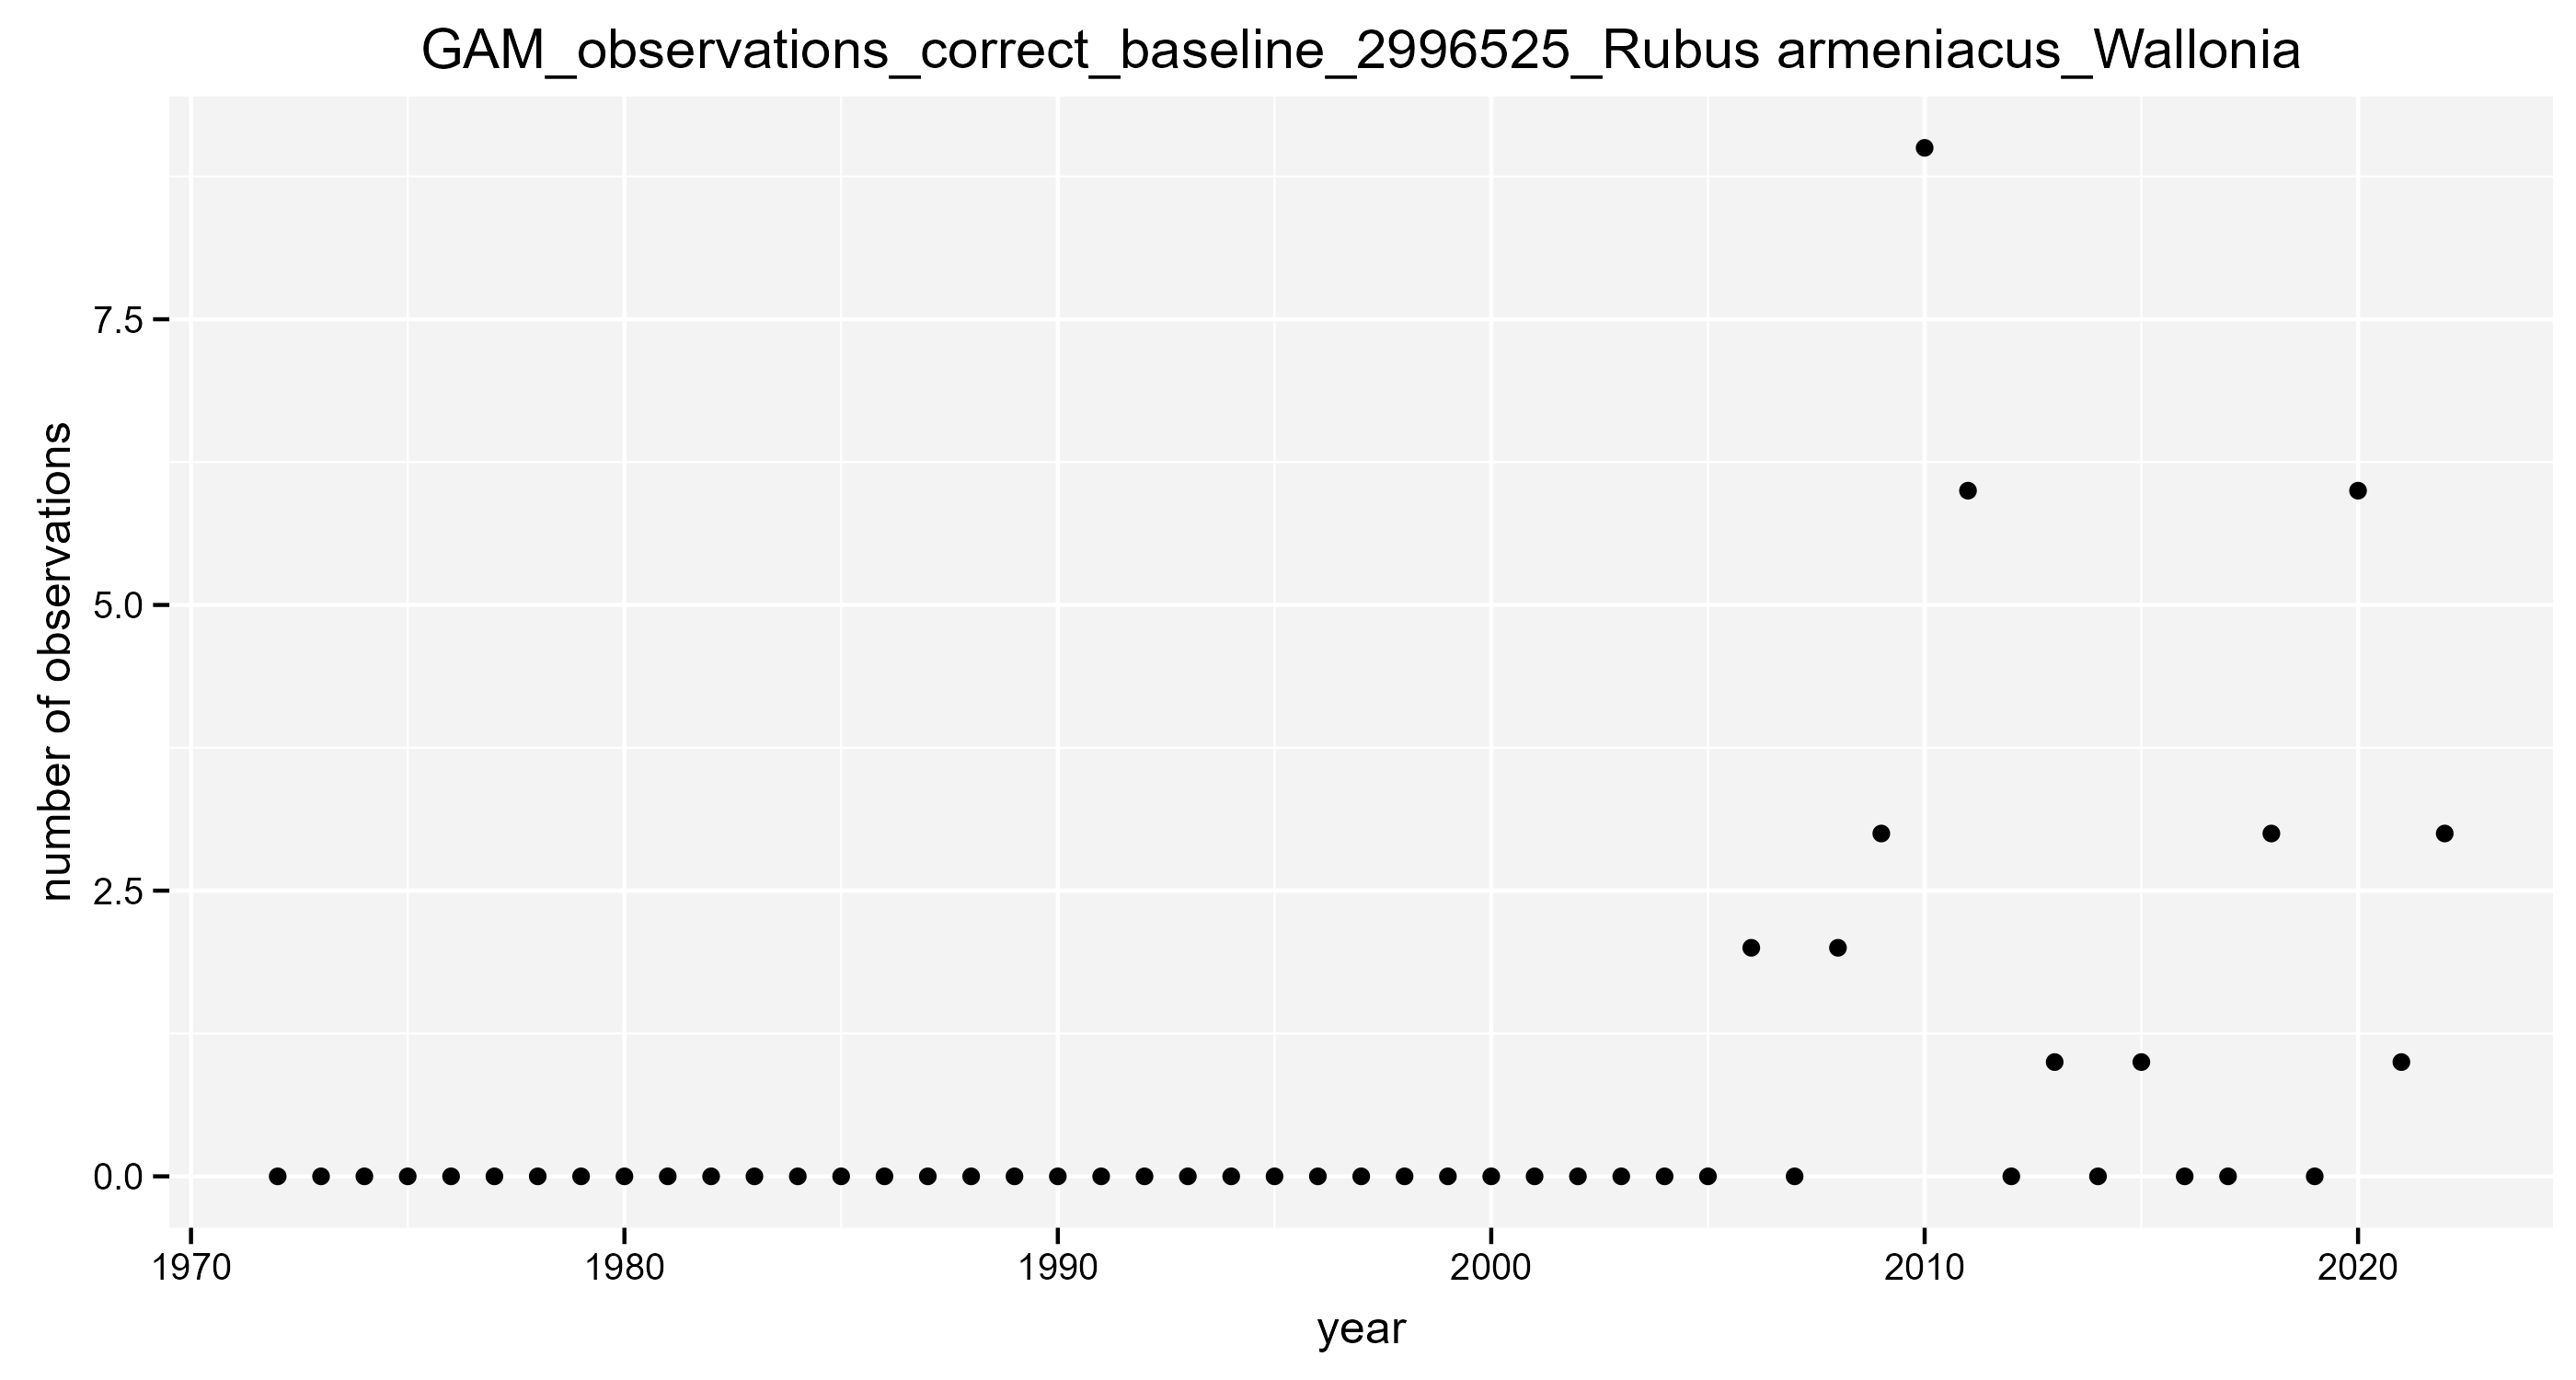 GAM_observations_correct_baseline_2996525_Rubus armeniacus_Wallonia
number of observations
7.5
5.0
2.5
0.0
1970 1980 1990 2000 2010 2020
year